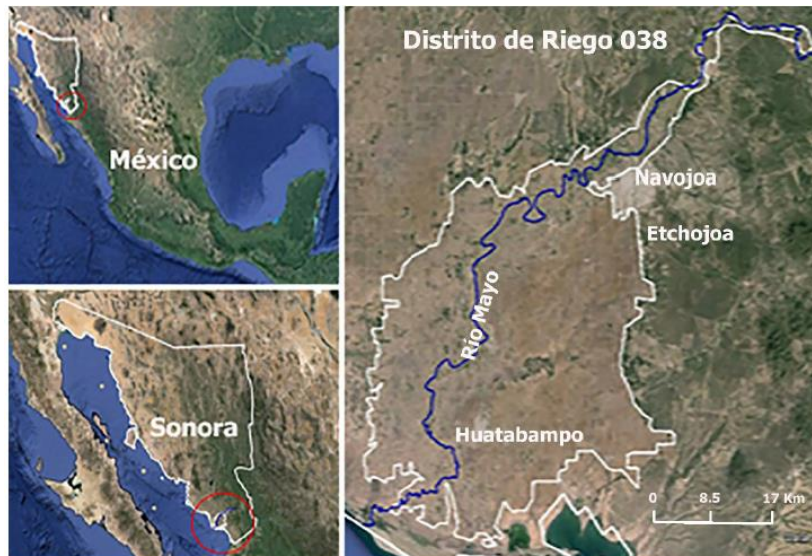 México
Sonora
Distrito de Riego 038
Navojoa
Etchojoa
Río Mayo
Huatabampo
0 8.5 17 Km